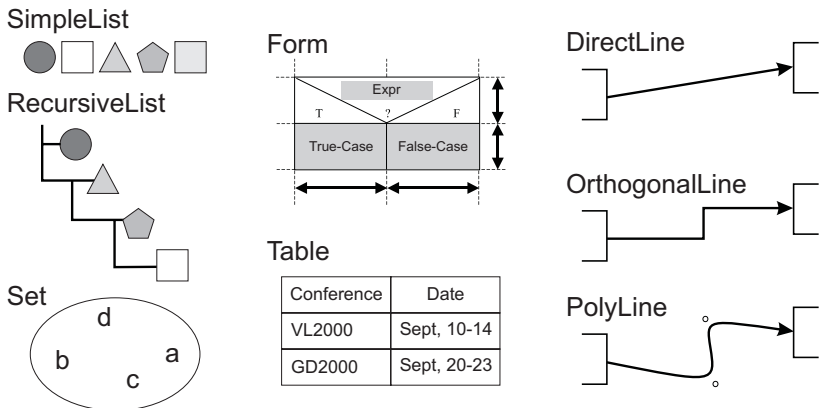 SimpleList
RecursiveList
Set
d
b
a
c
Form
Expr
T ? F
True-Case False-Case
Table
Conference Date
VL2000 Sept, 10-14
GD2000 Sept, 20-23
DirectLine
OrthogonalLine
PolyLine